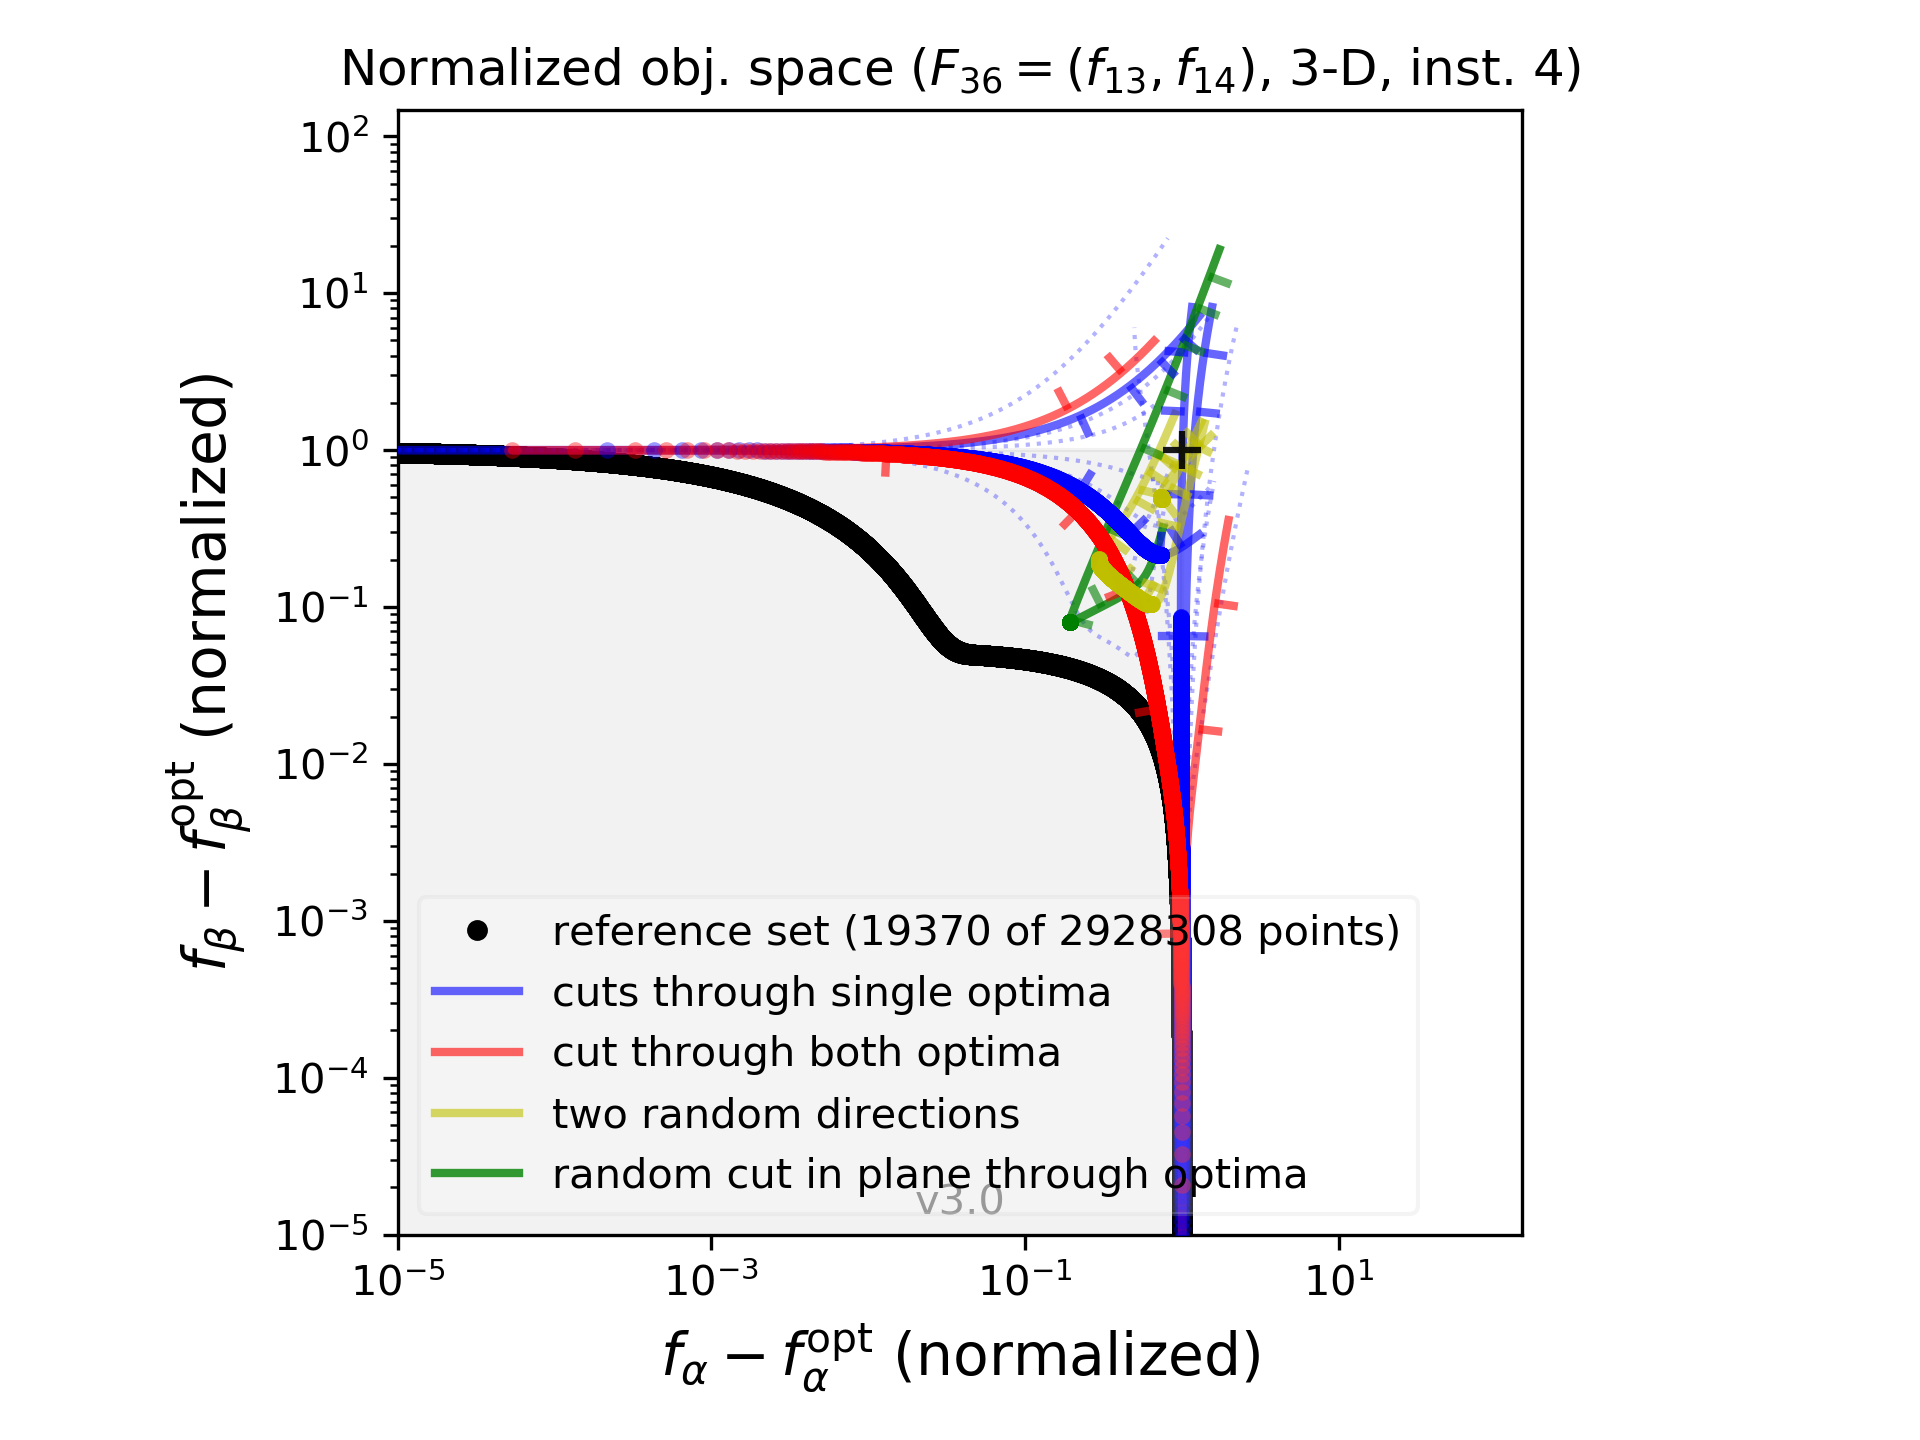 Normalized obj. space (F₃₆ = (f₁₃, f₁₄), 3-D, inst. 4)
10²
10¹
10⁰
10⁻¹
10⁻²
10⁻³
10⁻⁴
10⁻⁵
f_β − f_β^opt (normalized)
reference set (19370 of 2928308 points)
cuts through single optima
cut through both optima
two random directions
random cut in plane through optima
v3.0
10⁻⁵ 10⁻³ 10⁻¹ 10¹
f_α − f_α^opt (normalized)